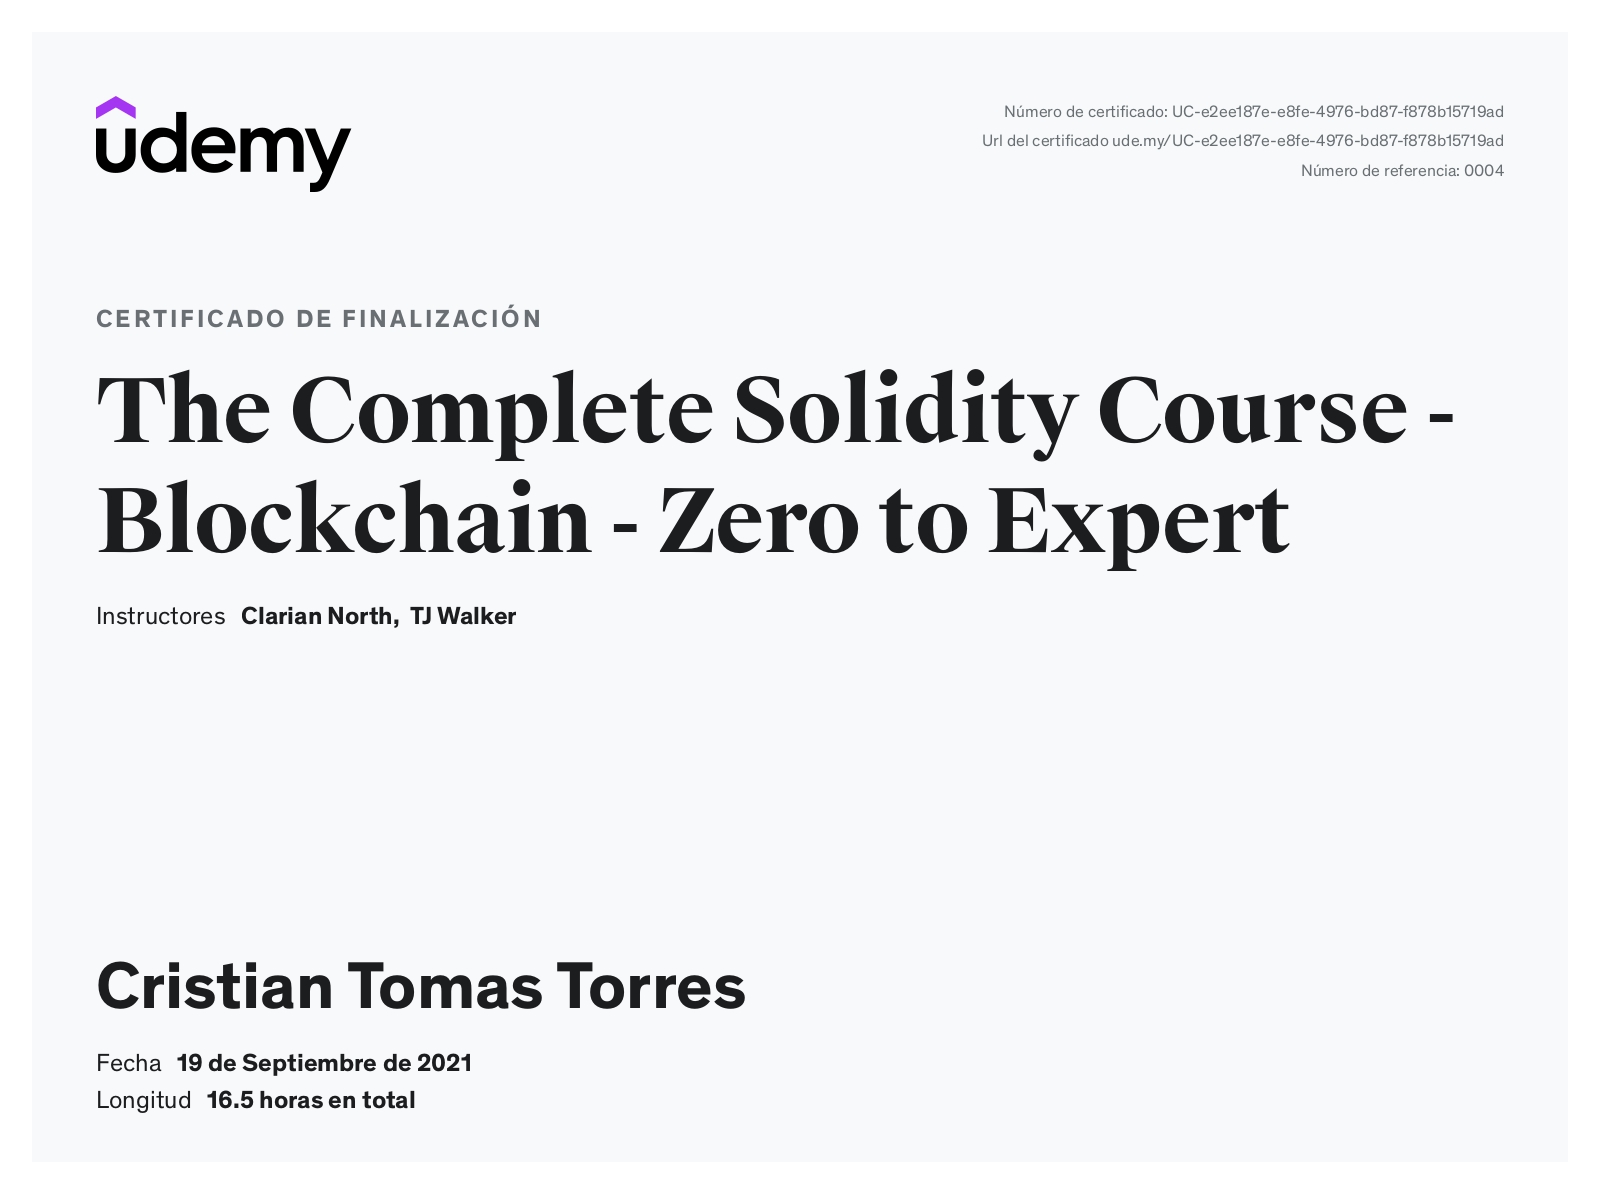 udemy
Número de certificado: UC-e2ee187e-e8fe-4976-bd87-f878b15719ad
Url del certificado ude.my/UC-e2ee187e-e8fe-4976-bd87-f878b15719ad
Número de referencia: 0004
CERTIFICADO DE FINALIZACIÓN
The Complete Solidity Course -
Blockchain - Zero to Expert
Instructores Clarian North, TJ Walker
Cristian Tomas Torres
Fecha 19 de Septiembre de 2021
Longitud 16.5 horas en total